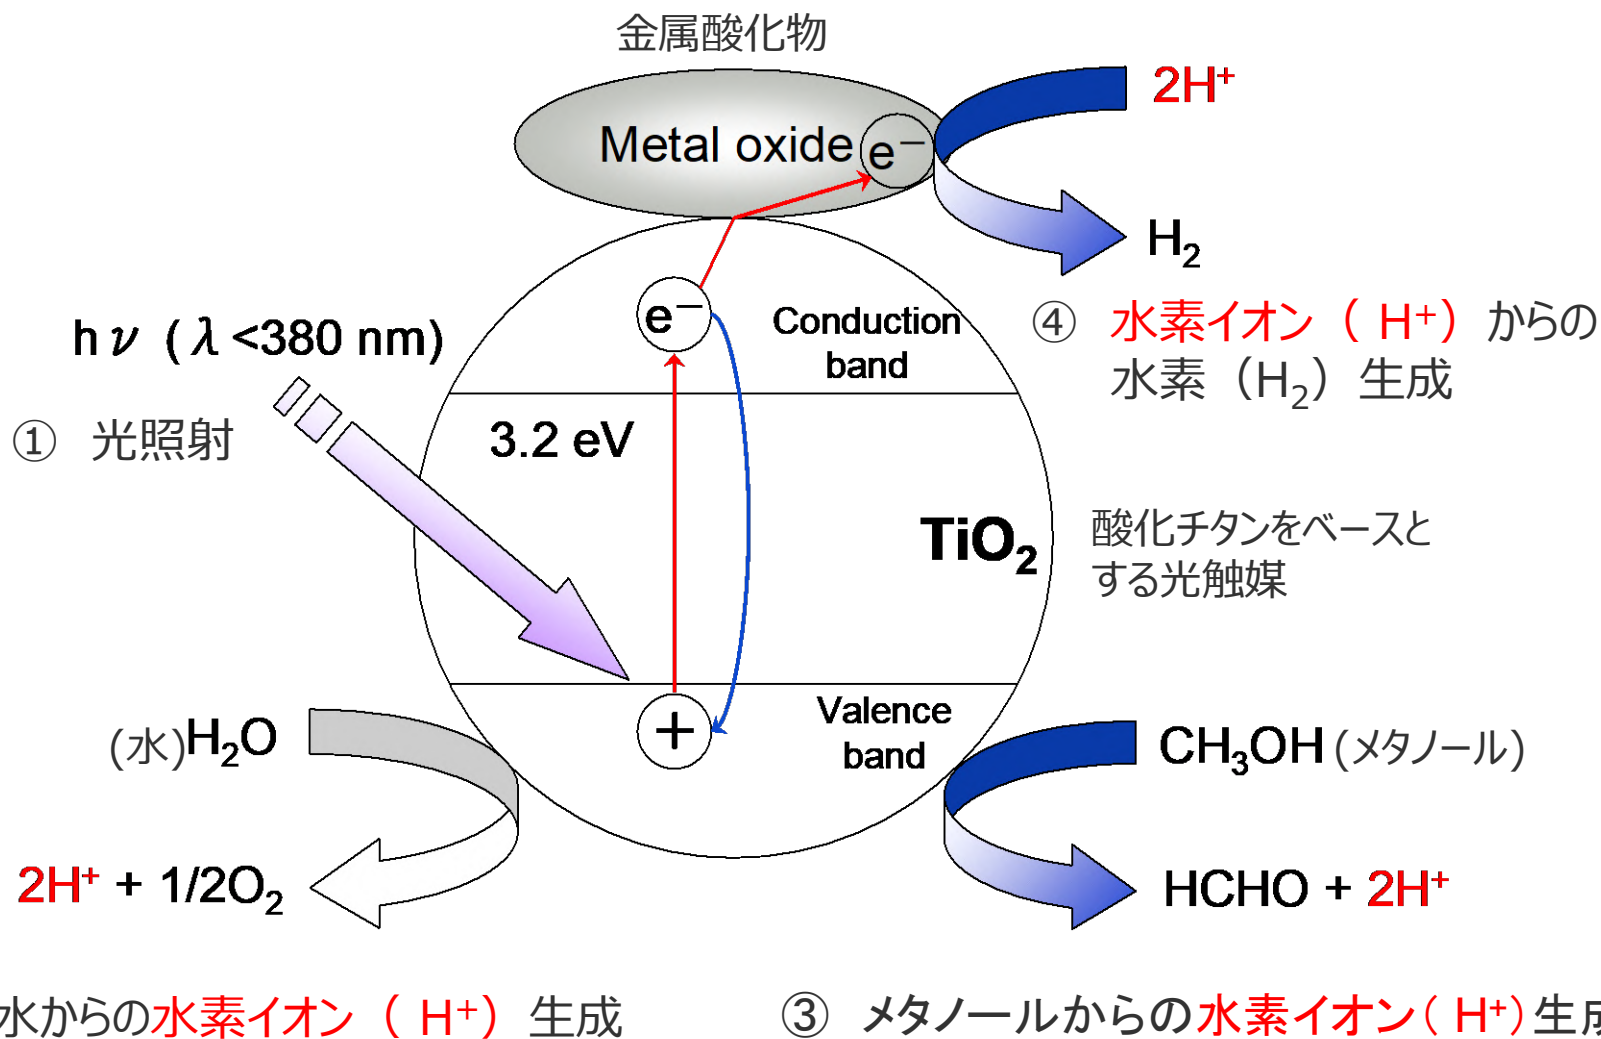 金属酸化物
Metal oxide e⁻
2H⁺
H₂
hν (λ<380 nm)
① 光照射
e⁻
Conduction
band
④ 水素イオン（ H⁺）からの
水素（H₂）生成
3.2 eV
TiO₂
酸化チタンをベースと
する光触媒
+
Valence
band
(水)H₂O
2H⁺ + 1/2O₂
CH₃OH (メタノール)
HCHO + 2H⁺
水からの水素イオン（ H⁺）生成
③ メタノールからの水素イオン( H⁺)生成